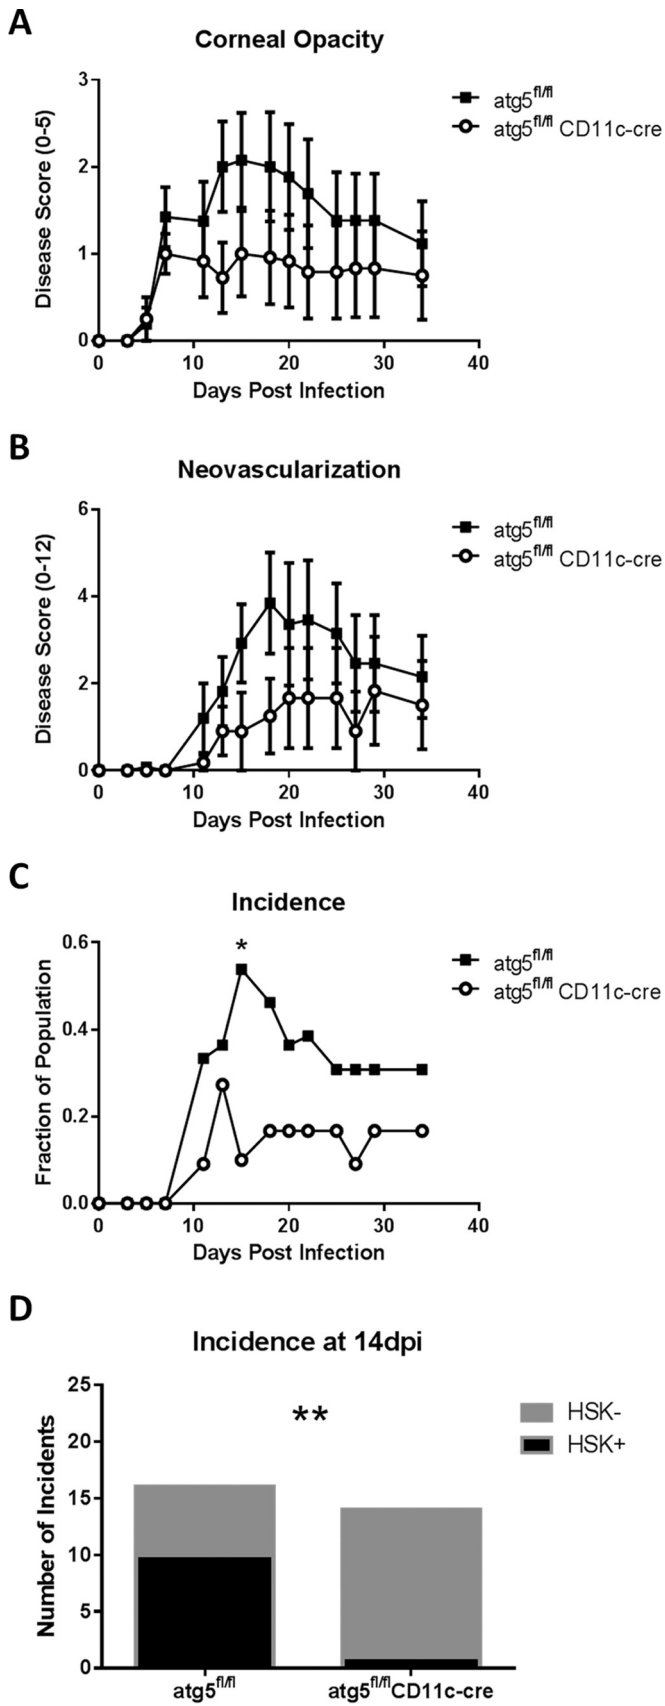 A
Corneal Opacity
Disease Score (0-5)
3
2
1
0
0 10 20 30 40
Days Post Infection
atg5fl/fl
atg5fl/fl CD11c-cre
B
Neovascularization
Disease Score (0-12)
6
4
2
0
0 10 20 30 40
Days Post Infection
atg5fl/fl
atg5fl/fl CD11c-cre
C
Incidence
Fraction of Population
0.6
0.4
0.2
0.0
*
0 10 20 30 40
Days Post Infection
atg5fl/fl
atg5fl/fl CD11c-cre
D
Incidence at 14dpi
Number of Incidents
25
20
15
10
5
0
**
atg5fl/fl atg5fl/flCD11c-cre
HSK-
HSK+